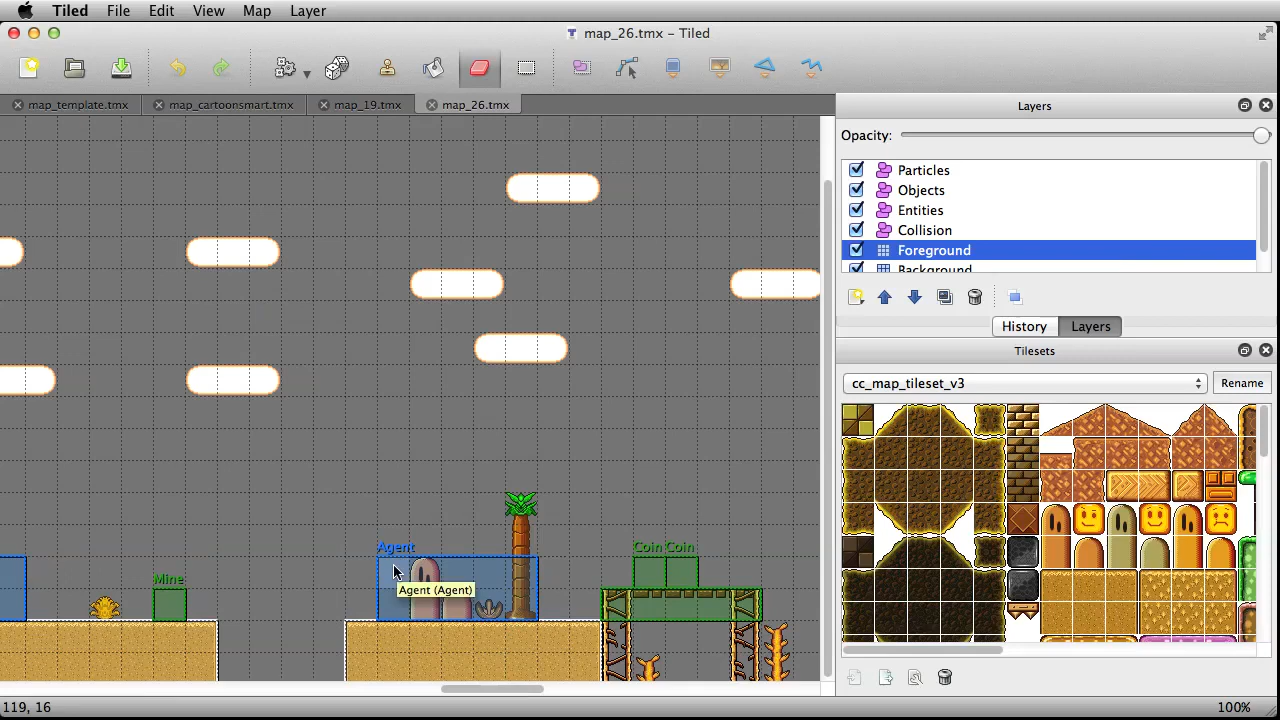 Tiled File Edit View Map Layer
map_26.tmx – Tiled
map_template.tmx map_cartoonsmart.tmx map_19.tmx map_26.tmx
Layers
Opacity:
Particles
Objects
Entities
Collision
Foreground
Background
History Layers
Tilesets
cc_map_tileset_v3 Rename
Agent
Coin Coin
Mine
Agent (Agent)
119, 16
100%